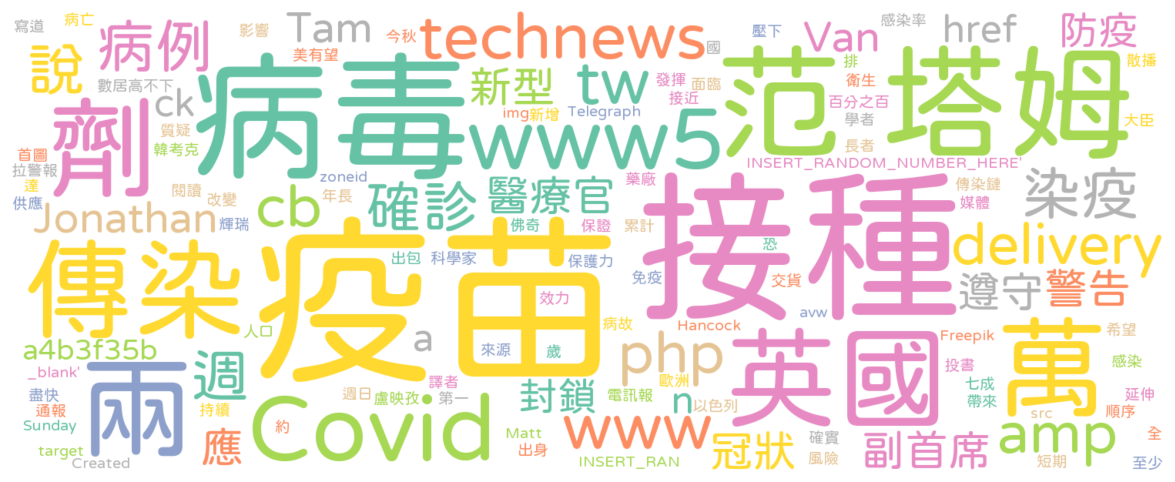 寫道
病亡
病例
影響
Tam
今秋
technews
國
壓下
感染率
Van
href
防疫
說
美有望
數居高不下
病毒
新型
tw
發揮
面臨
接近
排
衛生
范塔姆
散播
劑
ck
質疑
韓考克
img
新增
Telegraph
百分之百
學者
大臣
www5
長者
首圖
拉警報
達
供應
閱讀
改變
zoneid
年長
確診
醫療官
藥廠
INSERT_RANDOM_NUMBER_HERE'
傳染鏈
媒體
染疫
Jonathan
輝瑞
cb
佛奇
保證
累計
接種
傳染
疫苗
出包
科學家
保護力
免疫
恐
交貨
delivery
遵守
警告
人口
效力
病故
Hancock
avw
Freepik
萬
希望
a4b3f35b
a
來源
歲
php
英國
投書
感染
_blank'
兩
週
譯者
歐洲
七成
盡快
持續
週日
盧映孜
第一
封鎖
電訊報
n
以色列
帶來
延伸
通報
Sunday
Covid
www
src
順序
amp
應
約
Matt
出身
冠狀
確實
副首席
全
target
Created
INSERT_RAN
風險
短期
至少